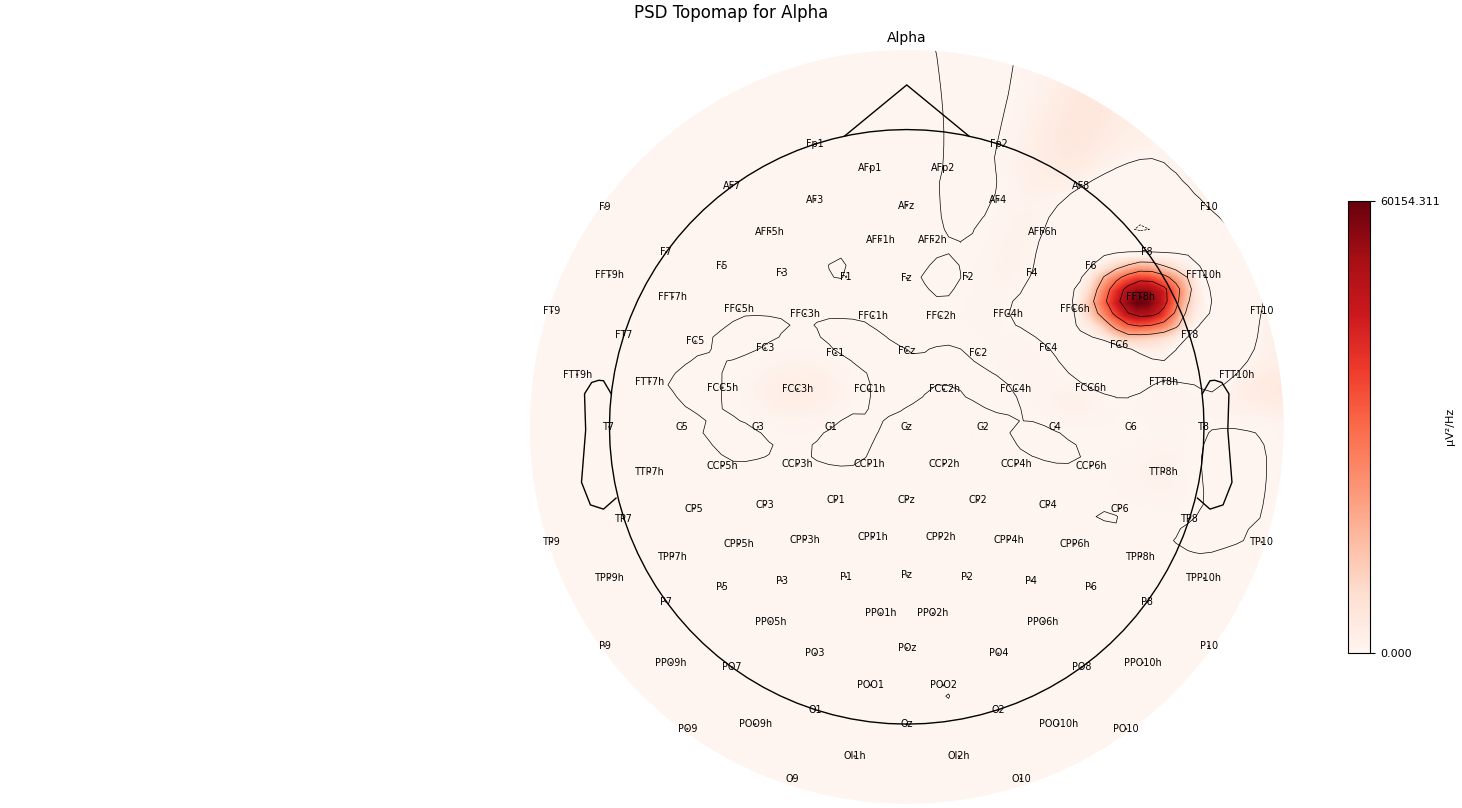 PSD Topomap for Alpha
Alpha
Fp1 Fp2
AFp1 AFp2
AF7 AF8
AF3 AFz AF4
F9 F10
AFF5h AFF1h AFF2h AFF6h
F7 F8
F5 F3 F1 Fz F2 F4 F6
FFT9h FFT10h
FFT7h FFT8h
FT9 FFC5h FFC3h FFC1h FFC2h FFC4h FFC6h FT10
FT7 FT8
FC5 FC3 FC1 FCz FC2 FC4 FC6
FTT9h FTT10h
FTT7h FCC5h FCC3h FCC1h FCC2h FCC4h FCC6h FTT8h
T7 C5 C3 C1 Cz C2 C4 C6 T8
TTP7h CCP5h CCP3h CCP1h CCP2h CCP4h CCP6h TTP8h
CP5 CP3 CP1 CPz CP2 CP4 CP6
TP7 TP8
TP9 CPP5h CPP3h CPP1h CPP2h CPP4h CPP6h TP10
TPP7h TPP8h
TPP9h P5 P3 P1 Pz P2 P4 P6 TPP10h
P7 P8
PPO5h PPO1h PPO2h PPO6h
P9 PO3 POz PO4 P10
PPO9h PO7 PO8 PPO10h
POO1 POO2
O1 O2
PO9 POO9h Oz POO10h PO10
OI1h OI2h
O9 O10
60154.311
0.000
µV²/Hz